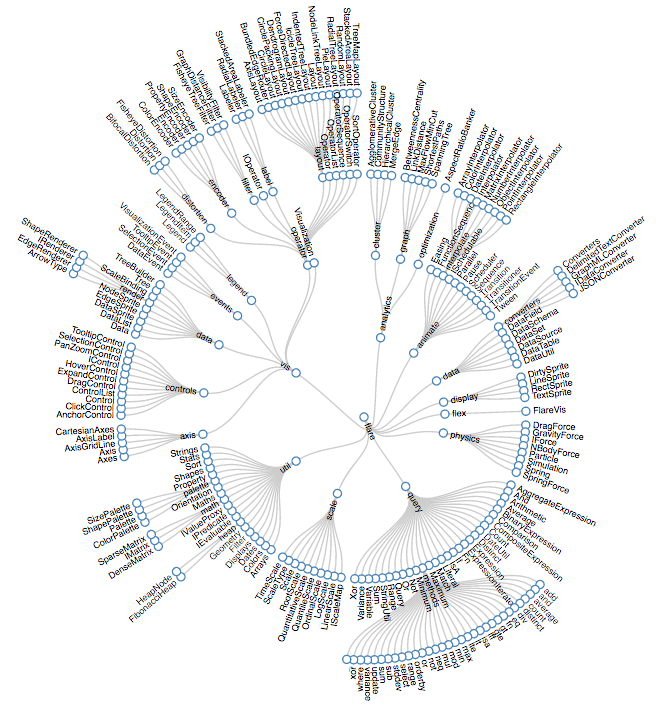 flare
analytics
cluster
AgglomerativeCluster
CommunityStructure
HierarchicalCluster
MergeEdge
graph
BetweennessCentrality
LinkDistance
MaxFlowMinCut
ShortestPaths
SpanningTree
optimization
AspectRatioBanker
animate
Easing
FunctionSequence
interpolate
ArrayInterpolator
ColorInterpolator
DateInterpolator
Interpolator
MatrixInterpolator
NumberInterpolator
ObjectInterpolator
PointInterpolator
RectangleInterpolator
ISchedulable
Parallel
Pause
Scheduler
Sequence
Transition
Transitioner
TransitionEvent
Tween
data
converters
Converters
DelimitedTextConverter
GraphMLConverter
IDataConverter
JSONConverter
DataField
DataSchema
DataSet
DataSource
DataTable
DataUtil
display
DirtySprite
LineSprite
RectSprite
TextSprite
flex
FlareVis
physics
DragForce
GravityForce
IForce
NBodyForce
Particle
Simulation
Spring
SpringForce
query
AggregateExpression
And
Arithmetic
Average
BinaryExpression
Comparison
CompositeExpression
Count
DateUtil
Distinct
Expression
ExpressionIterator
Fn
If
IsA
Literal
Match
Maximum
methods
add
and
average
count
distinct
div
eq
fn
gt
gte
iff
isa
lt
lte
max
min
mod
mul
neq
not
or
orderby
range
select
stddev
sub
sum
update
variance
where
xor
Minimum
Not
Or
Query
Range
StringUtil
Sum
Variable
Variance
Xor
scale
IScaleMap
LinearScale
LogScale
OrdinalScale
QuantileScale
QuantitativeScale
RootScale
Scale
ScaleType
TimeScale
util
Arrays
Colors
Dates
Displays
Filter
Geometry
heap
FibonacciHeap
HeapNode
IEvaluable
IPredicate
IValueProxy
math
DenseMatrix
IMatrix
SparseMatrix
Maths
Orientation
palette
ColorPalette
Palette
ShapePalette
SizePalette
Property
Shapes
Sort
Stats
Strings
vis
axis
Axes
Axis
AxisGridLine
AxisLabel
CartesianAxes
controls
AnchorControl
ClickControl
Control
ControlList
DragControl
ExpandControl
HoverControl
IControl
PanZoomControl
SelectionControl
TooltipControl
data
Data
DataList
DataSprite
EdgeSprite
NodeSprite
render
ArrowType
EdgeRenderer
IRenderer
ShapeRenderer
ScaleBinding
Tree
TreeBuilder
events
DataEvent
SelectionEvent
TooltipEvent
VisualizationEvent
legend
Legend
LegendItem
LegendRange
operator
distortion
BifocalDistortion
Distortion
FisheyeDistortion
encoder
ColorEncoder
Encoder
PropertyEncoder
ShapeEncoder
SizeEncoder
filter
FisheyeTreeFilter
GraphDistanceFilter
VisibilityFilter
IOperator
label
Labeler
RadialLabeler
StackedAreaLabeler
layout
AxisLayout
BundledEdgeRouter
CircleLayout
CirclePackingLayout
DendrogramLayout
ForceDirectedLayout
IcicleTreeLayout
IndentedTreeLayout
Layout
NodeLinkTreeLayout
PieLayout
RadialTreeLayout
RandomLayout
StackedAreaLayout
TreeMapLayout
Operator
OperatorList
OperatorSequence
OperatorSwitch
SortOperator
Visualization